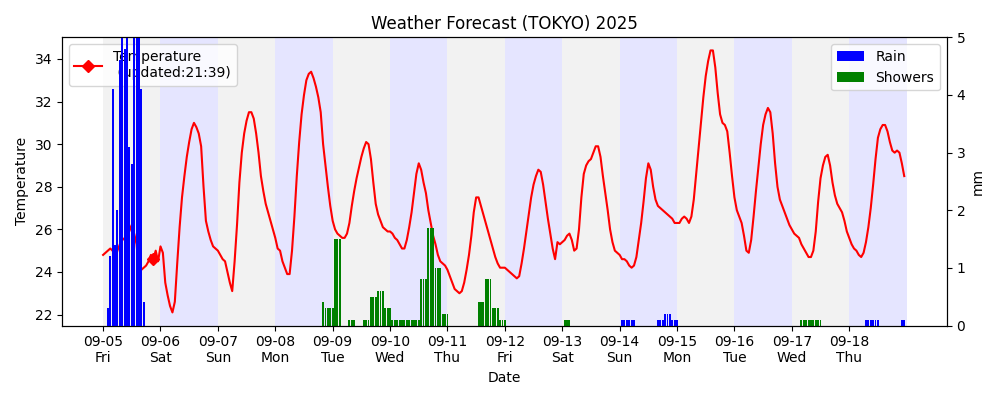 Weather Forecast (TOKYO) 2025
Temperature
(updated:21:39)
Rain
Showers
Temperature
34
32
30
28
26
24
22
5
4
3
2
1
0
mm
09-05 09-06 09-07 09-08 09-09 09-10 09-11 09-12 09-13 09-14 09-15 09-16 09-17 09-18
Fri Sat Sun Mon Tue Wed Thu Fri Sat Sun Mon Tue Wed Thu
Date